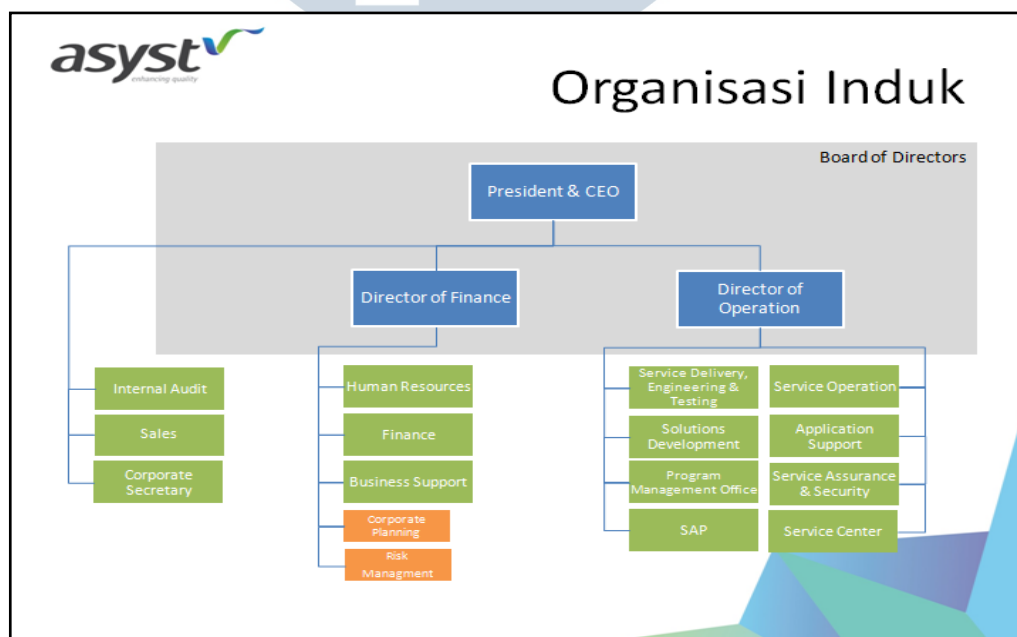 asyst
enhancing quality
Organisasi Induk
Board of Directors
President & CEO
Director of Finance
Director of
Operation
Internal Audit
Sales
Corporate
Secretary
Human Resources
Finance
Business Support
Corporate
Planning
Risk
Managment
Service Delivery,
Engineering &
Testing
Solutions
Development
Program
Management Office
SAP
Service Operation
Application
Support
Service Assurance
& Security
Service Center